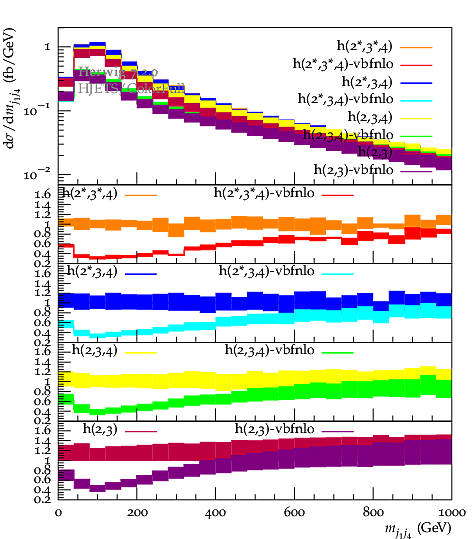 dσ/dm_{j1j4} (fb/GeV)
1
10⁻¹
10⁻²
Herwig 7.2.0
HJETS/ColorFull
h(2*,3*,4)
h(2*,3*,4)-vbfnlo
h(2*,3,4)
h(2*,3,4)-vbfnlo
h(2,3,4)
h(2,3,4)-vbfnlo
h(2,3)
h(2,3)-vbfnlo
h(2*,3*,4) h(2*,3*,4)-vbfnlo
1.6
1.4
1.2
1
0.8
0.6
0.4
0.2
h(2*,3,4) h(2*,3,4)-vbfnlo
1.6
1.4
1.2
1
0.8
0.6
0.4
0.2
h(2,3,4) h(2,3,4)-vbfnlo
1.6
1.4
1.2
1
0.8
0.6
0.4
0.2
h(2,3) h(2,3)-vbfnlo
1.6
1.4
1.2
1
0.8
0.6
0.4
0.2
0 200 400 600 800 1000
m_{j1j4} (GeV)